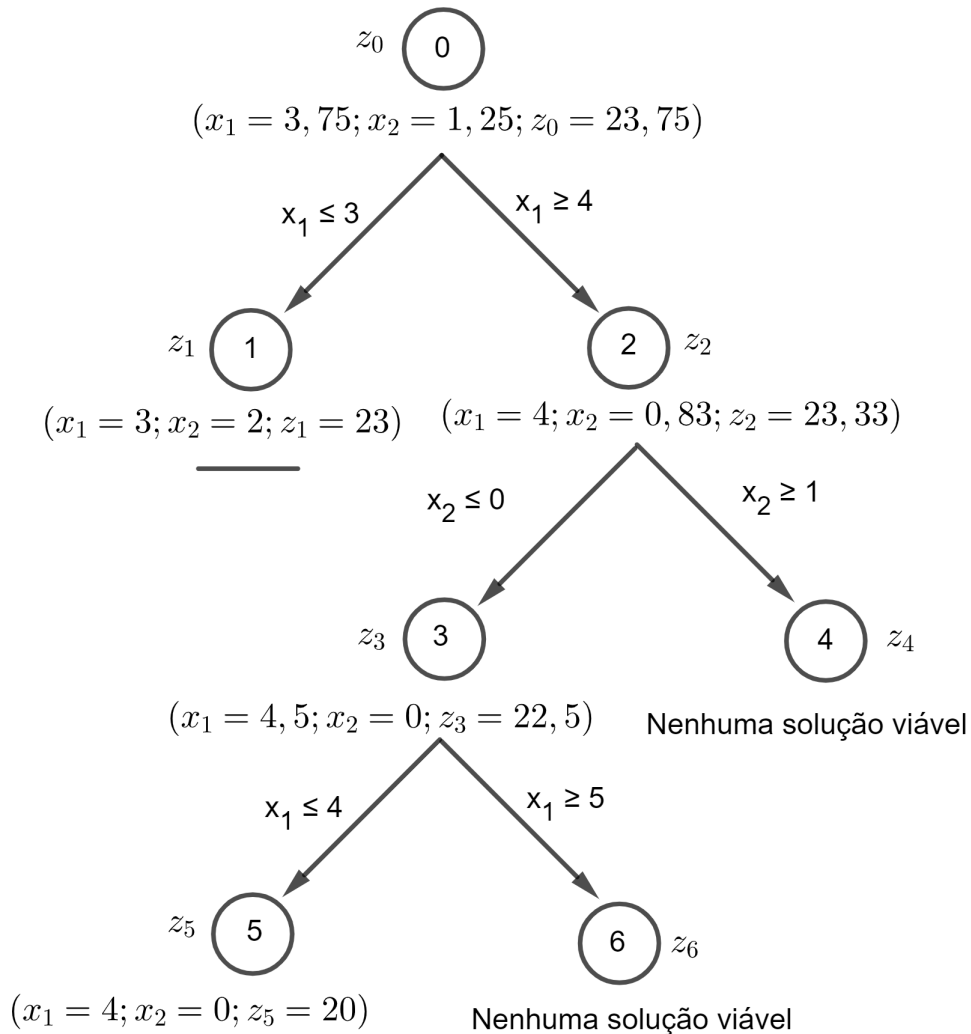 z₀ 0
(x₁ = 3, 75; x₂ = 1, 25; z₀ = 23, 75)
x₁ ≤ 3 x₁ ≥ 4
z₁ 1 2 z₂
(x₁ = 3; x₂ = 2; z₁ = 23) (x₁ = 4; x₂ = 0, 83; z₂ = 23, 33)
x₂ ≤ 0 x₂ ≥ 1
z₃ 3 4 z₄
(x₁ = 4, 5; x₂ = 0; z₃ = 22, 5) Nenhuma solução viável
x₁ ≤ 4 x₁ ≥ 5
z₅ 5 6 z₆
(x₁ = 4; x₂ = 0; z₅ = 20) Nenhuma solução viável